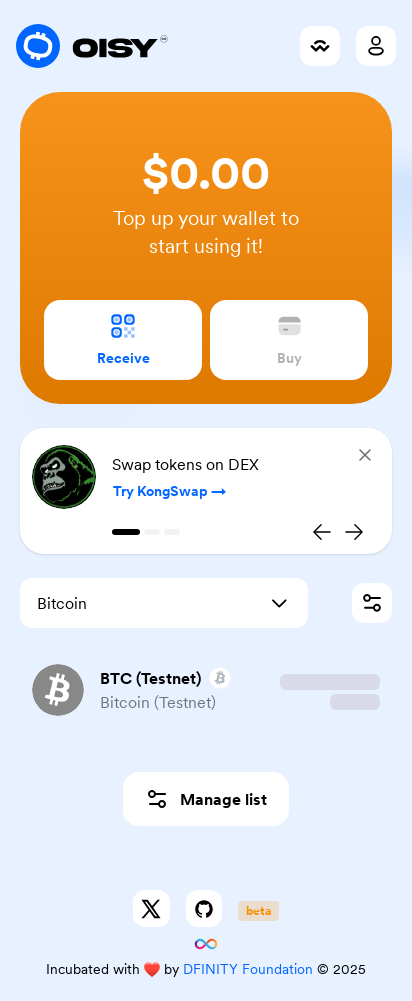 OISY
$0.00
Top up your wallet to
start using it!
Receive
Buy
Swap tokens on DEX
Try KongSwap →
Bitcoin
BTC (Testnet)
Bitcoin (Testnet)
Manage list
beta
Incubated with ❤️ by DFINITY Foundation © 2025